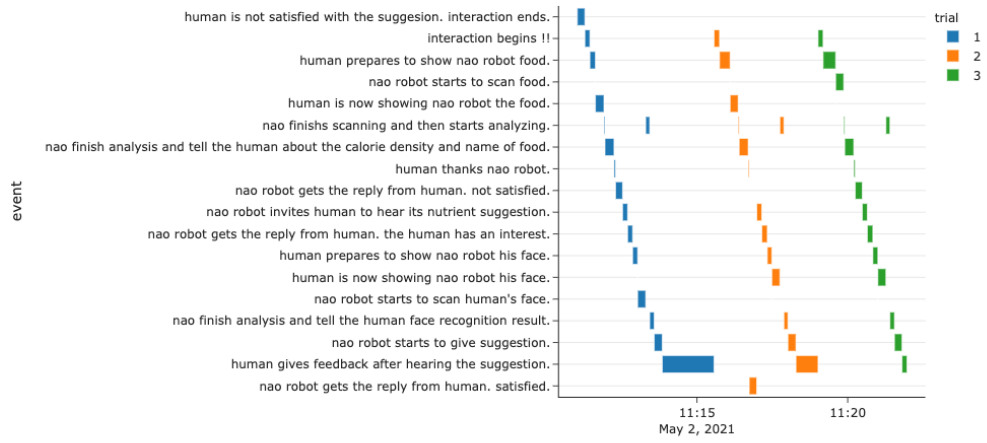 human is not satisfied with the suggesion. interaction ends.
interaction begins !!
human prepares to show nao robot food.
nao robot starts to scan food.
human is now showing nao robot the food.
nao finishs scanning and then starts analyzing.
nao finish analysis and tell the human about the calorie density and name of food.
human thanks nao robot.
nao robot gets the reply from human. not satisfied.
nao robot invites human to hear its nutrient suggestion.
nao robot gets the reply from human. the human has an interest.
human prepares to show nao robot his face.
human is now showing nao robot his face.
nao robot starts to scan human's face.
nao finish analysis and tell the human face recognition result.
nao robot starts to give suggestion.
human gives feedback after hearing the suggestion.
nao robot gets the reply from human. satisfied.
event
11:15
11:20
May 2, 2021
trial
1
2
3